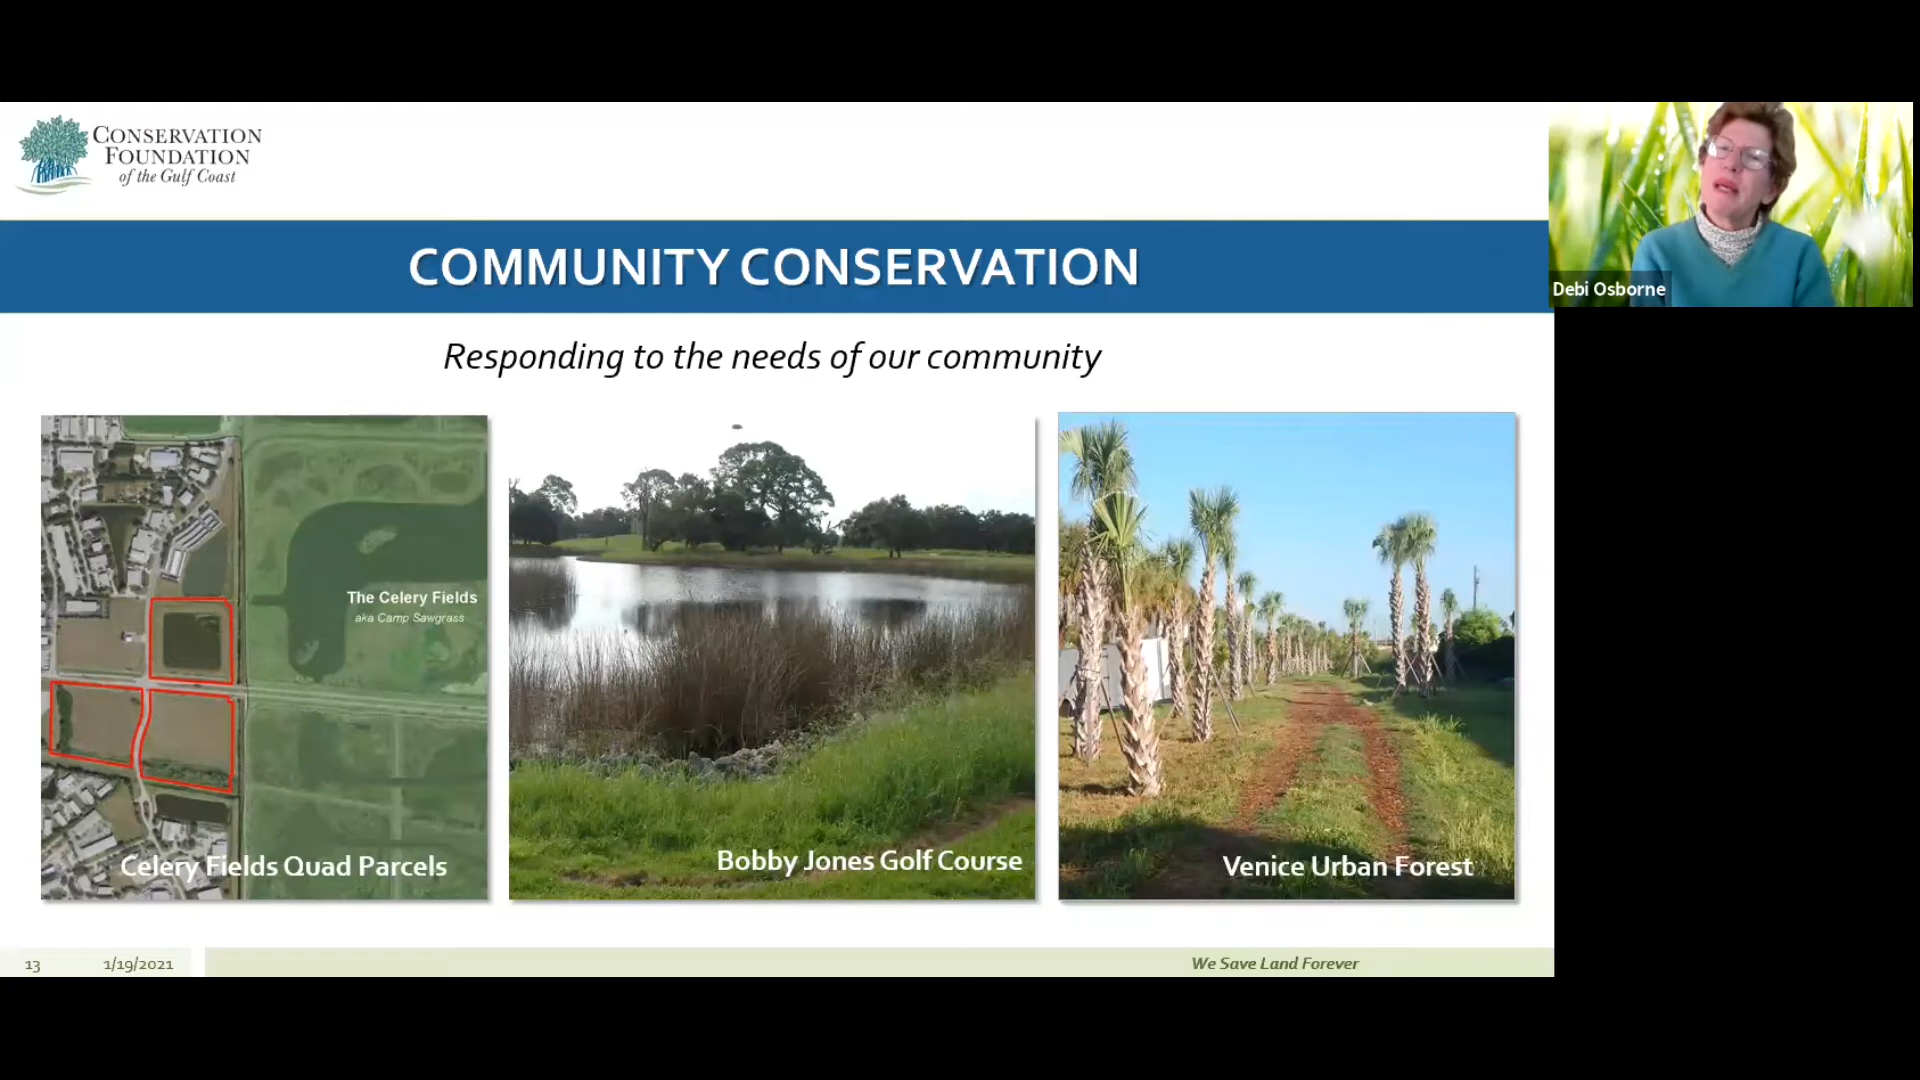 CONSERVATION
FOUNDATION
of the Gulf Coast
COMMUNITY CONSERVATION
Debi Osborne
Responding to the needs of our community
The Celery Fields
aka Camp Sawgrass
Celery Fields Quad Parcels
Bobby Jones Golf Course
Venice Urban Forest
13 1/19/2021 We Save Land Forever